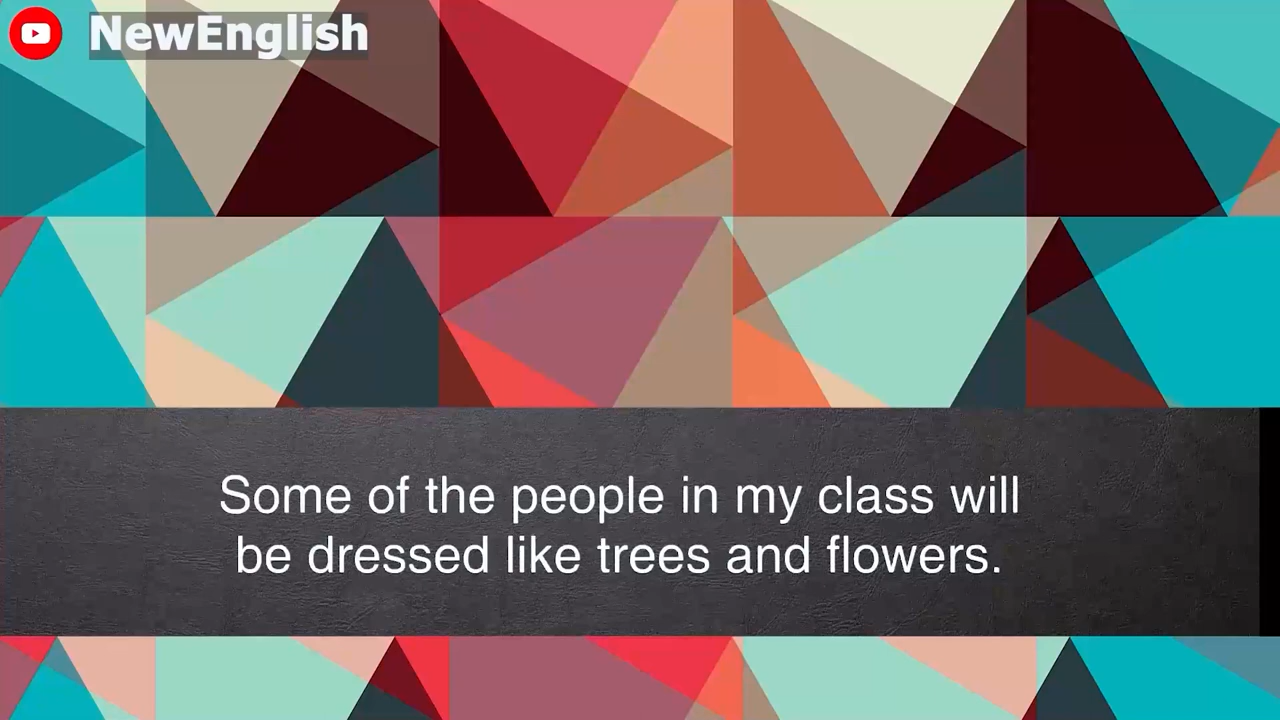 NewEnglish
Some of the people in my class will
be dressed like trees and flowers.